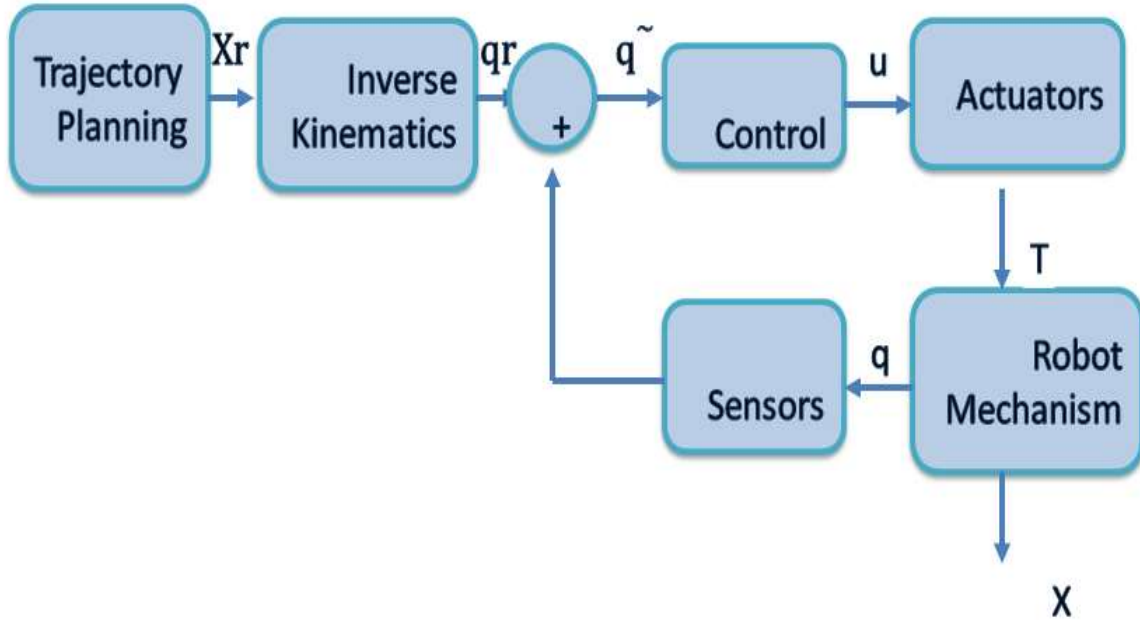 Trajectory
Planning
Xr
Inverse
Kinematics
qr
+
q~
Control
u
Actuators
T
Robot
Mechanism
q
Sensors
X